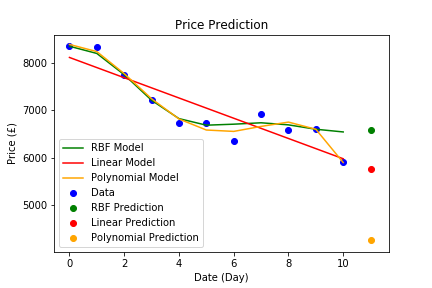 Price Prediction
Price (£)
8000
7000
6000
5000
RBF Model
Linear Model
Polynomial Model
Data
RBF Prediction
Linear Prediction
Polynomial Prediction
0 2 4 6 8 10
Date (Day)